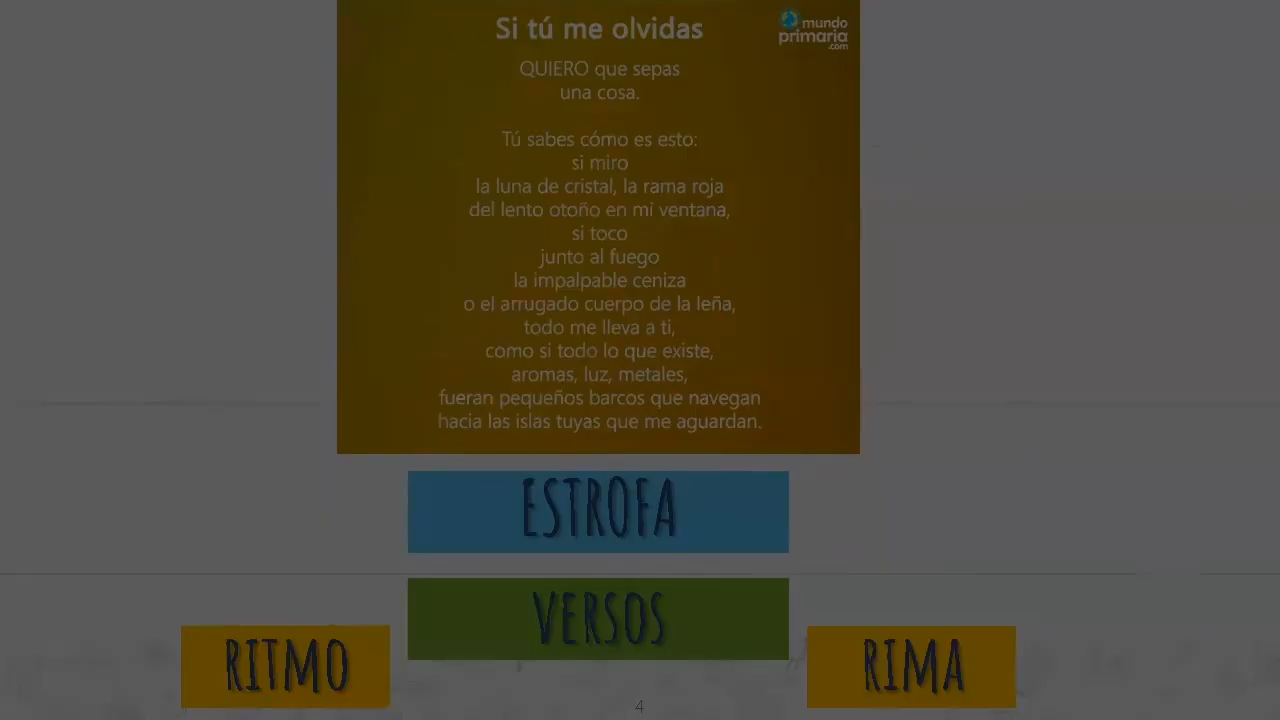 Si tú me olvidas
mundo
primaria
.com
QUIERO que sepas
una cosa.
Tú sabes cómo es esto:
si miro
la luna de cristal, la rama roja
del lento otoño en mi ventana,
si toco
junto al fuego
la impalpable ceniza
o el arrugado cuerpo de la leña,
todo me lleva a ti,
como si todo lo que existe,
aromas, luz, metales,
fueran pequeños barcos que navegan
hacia las islas tuyas que me aguardan.
ESTROFA
VERSOS
RITMO
RIMA
4